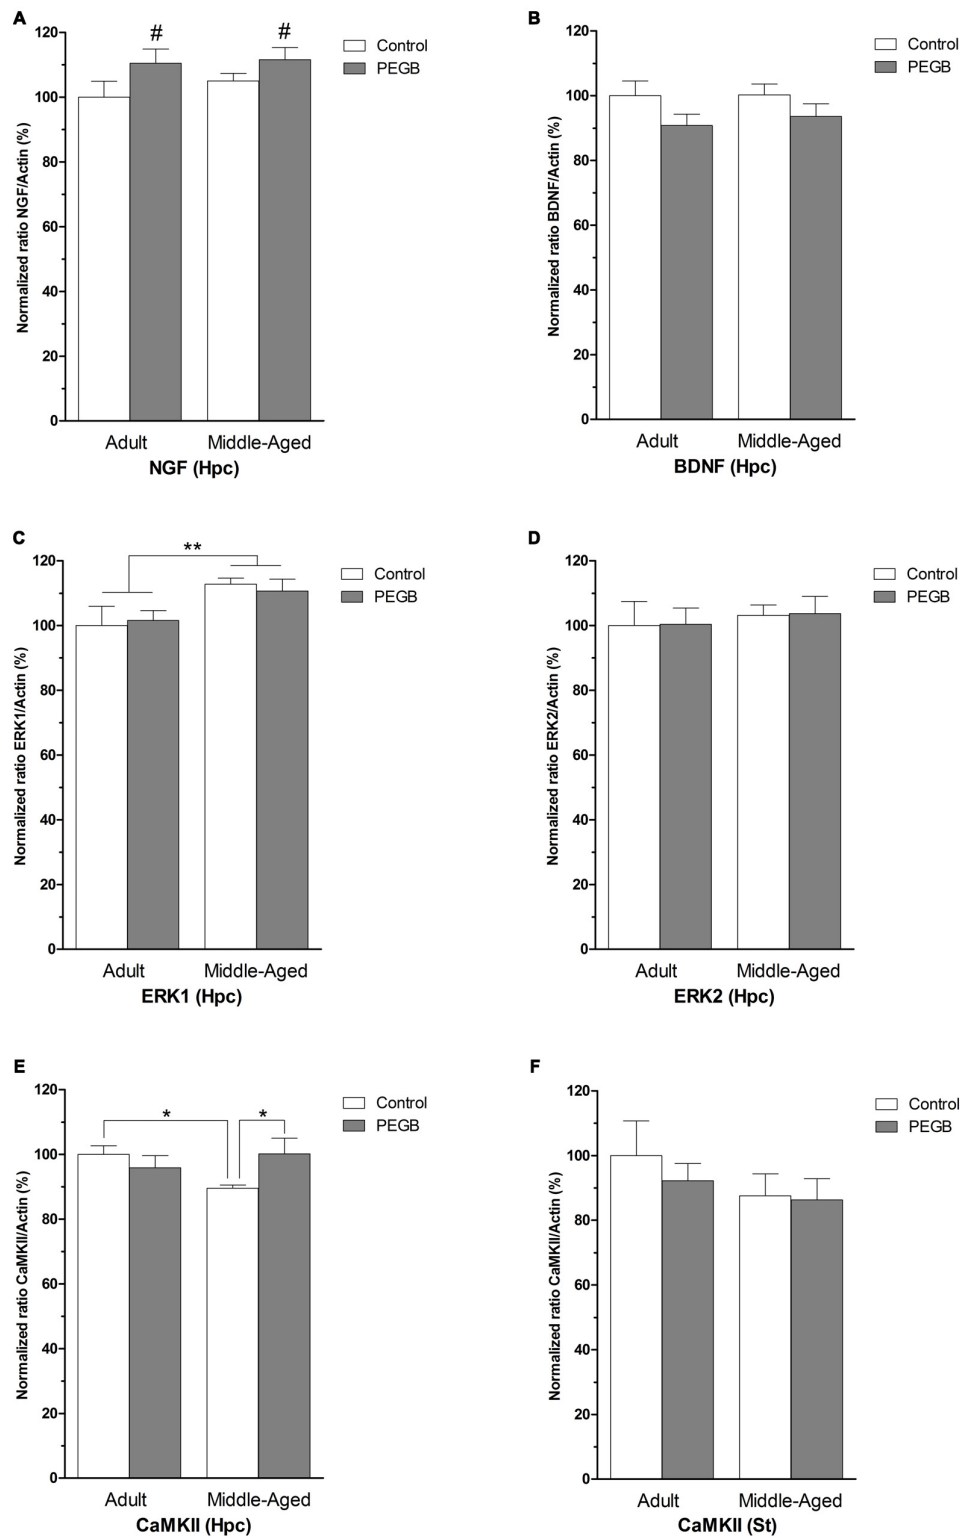 A
B
#
#
Control
PEGB
Control
PEGB
Normalized ratio NGF/Actin (%)
120
100
80
60
40
20
0
Adult
Middle-Aged
NGF (Hpc)
Normalized ratio BDNF/Actin (%)
120
100
80
60
40
20
0
Adult
Middle-Aged
BDNF (Hpc)
C
D
**
Control
PEGB
Control
PEGB
Normalized ratio ERK1/Actin (%)
120
100
80
60
40
20
0
Adult
Middle-Aged
ERK1 (Hpc)
Normalized ratio ERK2/Actin (%)
120
100
80
60
40
20
0
Adult
Middle-Aged
ERK2 (Hpc)
E
F
*
*
Control
PEGB
Control
PEGB
Normalized ratio CaMKII/Actin (%)
120
100
80
60
40
20
0
Adult
Middle-Aged
CaMKII (Hpc)
Normalized ratio CaMKII/Actin (%)
120
100
80
60
40
20
0
Adult
Middle-Aged
CaMKII (St)